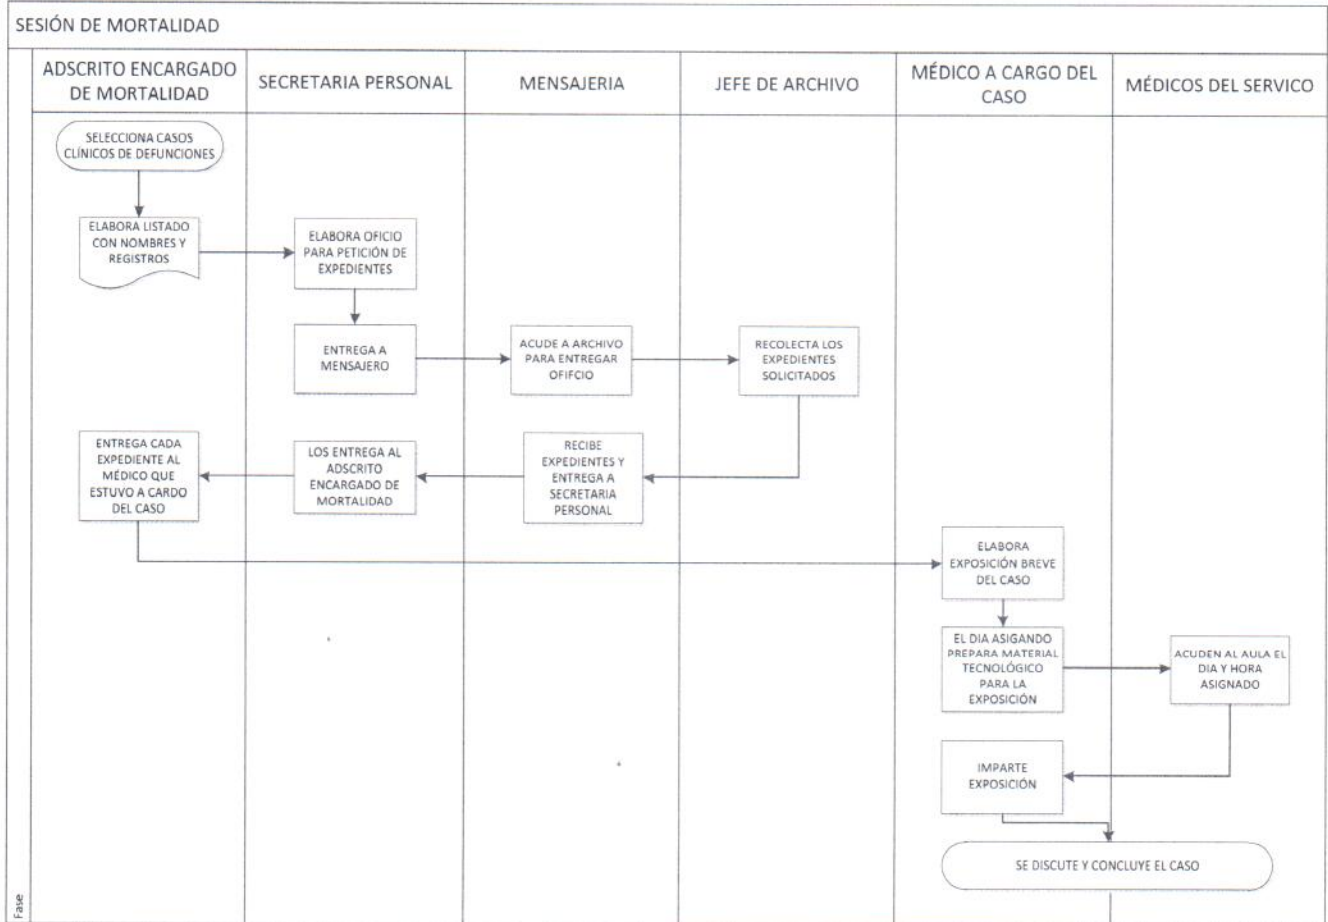 SESIÓN DE MORTALIDAD
ADSCRITO ENCARGADO
DE MORTALIDAD
SECRETARIA PERSONAL
MENSAJERIA
JEFE DE ARCHIVO
MÉDICO A CARGO DEL
CASO
MÉDICOS DEL SERVICO
SELECCIONA CASOS
CLÍNICOS DE DEFUNCIONES
ELABORA LISTADO
CON NOMBRES Y
REGISTROS
ELABORA OFICIO
PARA PETICIÓN DE
EXPEDIENTES
ENTREGA A
MENSAJERO
ACUDE A ARCHIVO
PARA ENTREGAR
OFIFCIO
RECOLECTA LOS
EXPEDIENTES
SOLICITADOS
ENTREGA CADA
EXPEDIENTE AL
MÉDICO QUE
ESTUVO A CARDO
DEL CASO
LOS ENTREGA AL
ADSCRITO
ENCARGADO DE
MORTALIDAD
RECIBE
EXPEDIENTES Y
ENTREGA A
SECRETARIA
PERSONAL
ELABORA
EXPOSICIÓN BREVE
DEL CASO
EL DIA ASIGANDO
PREPARA MATERIAL
TECNOLÓGICO
PARA LA
EXPOSICIÓN
ACUDEN AL AULA EL
DIA Y HORA
ASIGNADO
IMPARTE
EXPOSICIÓN
SE DISCUTE Y CONCLUYE EL CASO
Fase